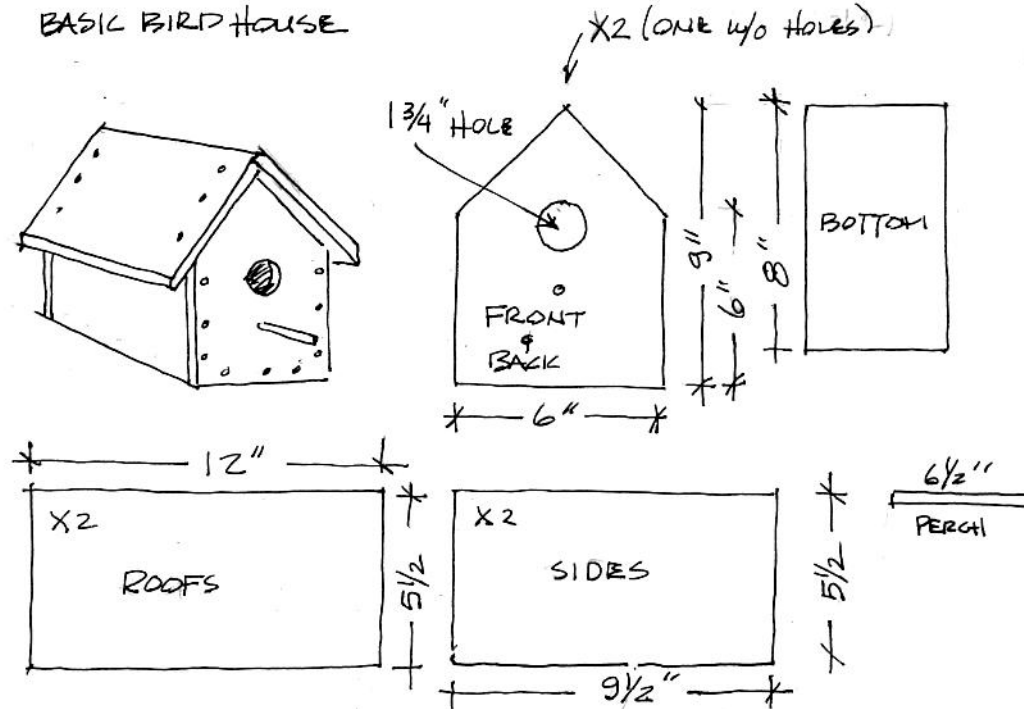 BASIC BIRD HOUSE
X2 (ONE W/O HOLES)
1 3/4" HOLE
FRONT
&
BACK
9"
6"
6"
8"
BOTTOM
12"
X2
ROOFS
5 1/2
X2
SIDES
9 1/2"
5 1/2
6 1/2"
PERCH